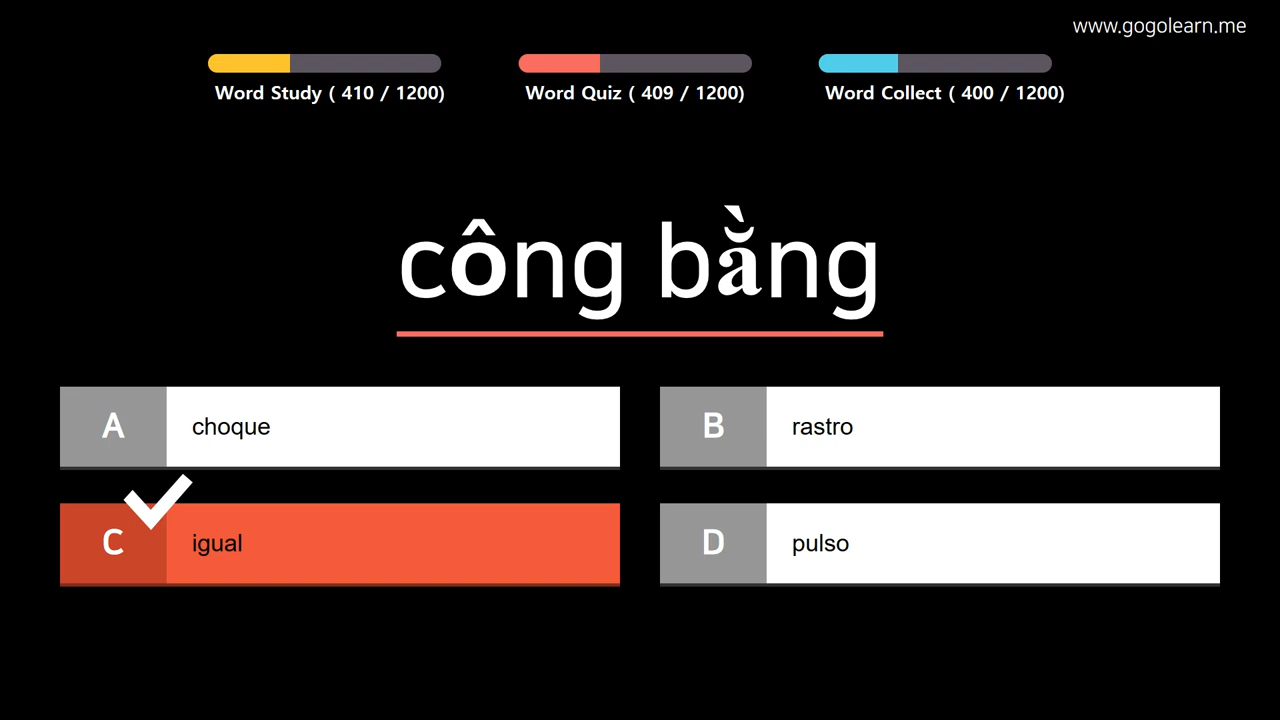 www.gogolearn.me
Word Study ( 410 / 1200)
Word Quiz ( 409 / 1200)
Word Collect ( 400 / 1200)
công bằng
A choque
B rastro
C igual
D pulso